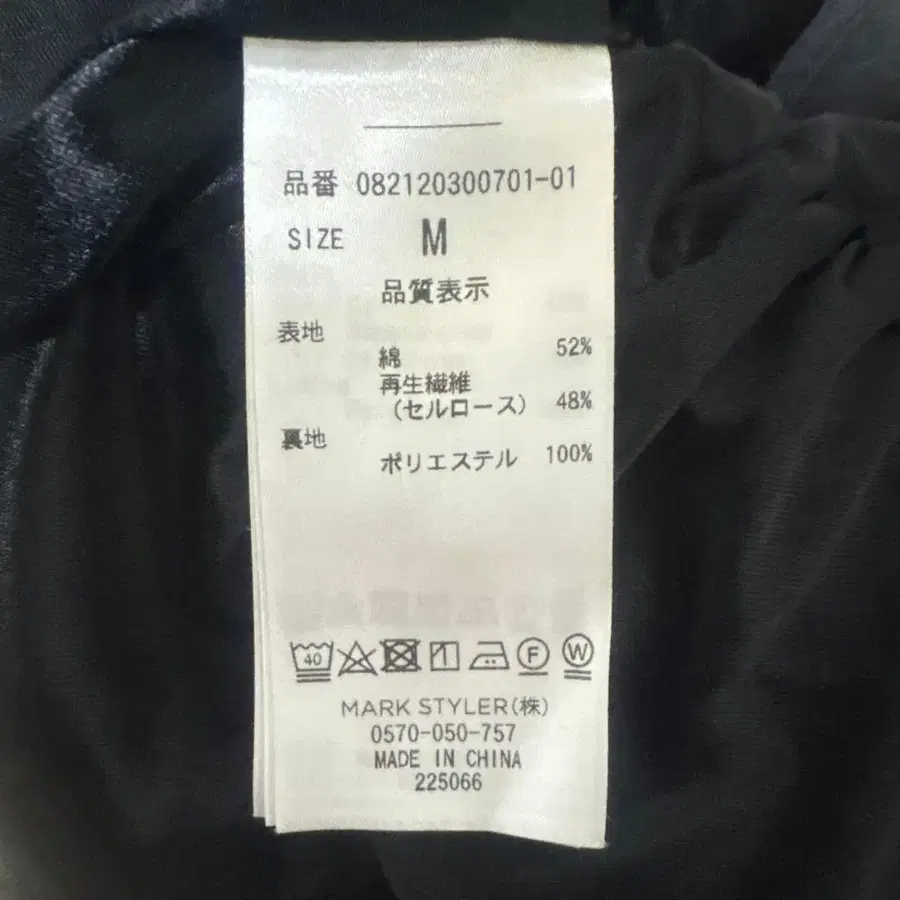 品番 082120300701-01
SIZE M
品質表示
表地
綿 52%
再生繊維
(セルロース) 48%
裏地
ポリエステル 100%
40 F W
MARK STYLER(株)
0570-050-757
MADE IN CHINA
225066